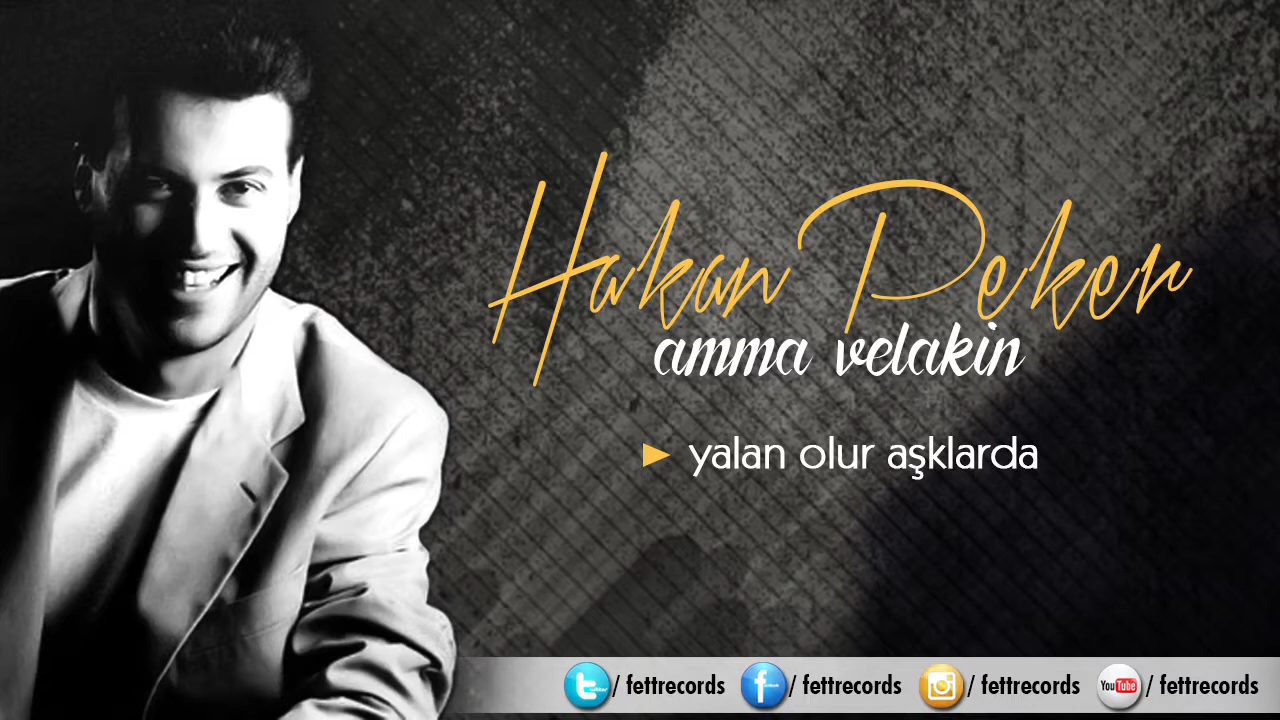 Hakan Peker
amma velakin
yalan olur aşklarda
/ fettrecords / fettrecords / fettrecords You Tube / fettrecords